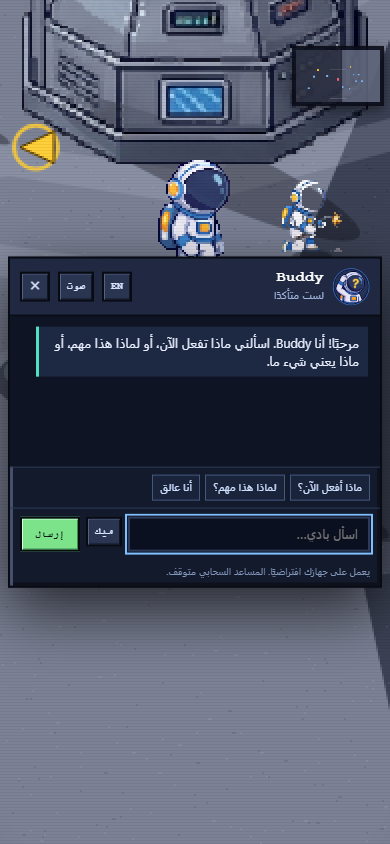 Buddy
لست متأكدًا
EN
صوت
✕
مرحبًا! أنا Buddy. اسألني ماذا تفعل الآن، أو لماذا هذا مهم، أو
ماذا يعني شيء ما.
ماذا أفعل الآن؟
لماذا هذا مهم؟
أنا عالق
اسأل بادي...
ميك
إرسال
يعمل على جهازك افتراضيًا. المساعد السحابي متوقف.